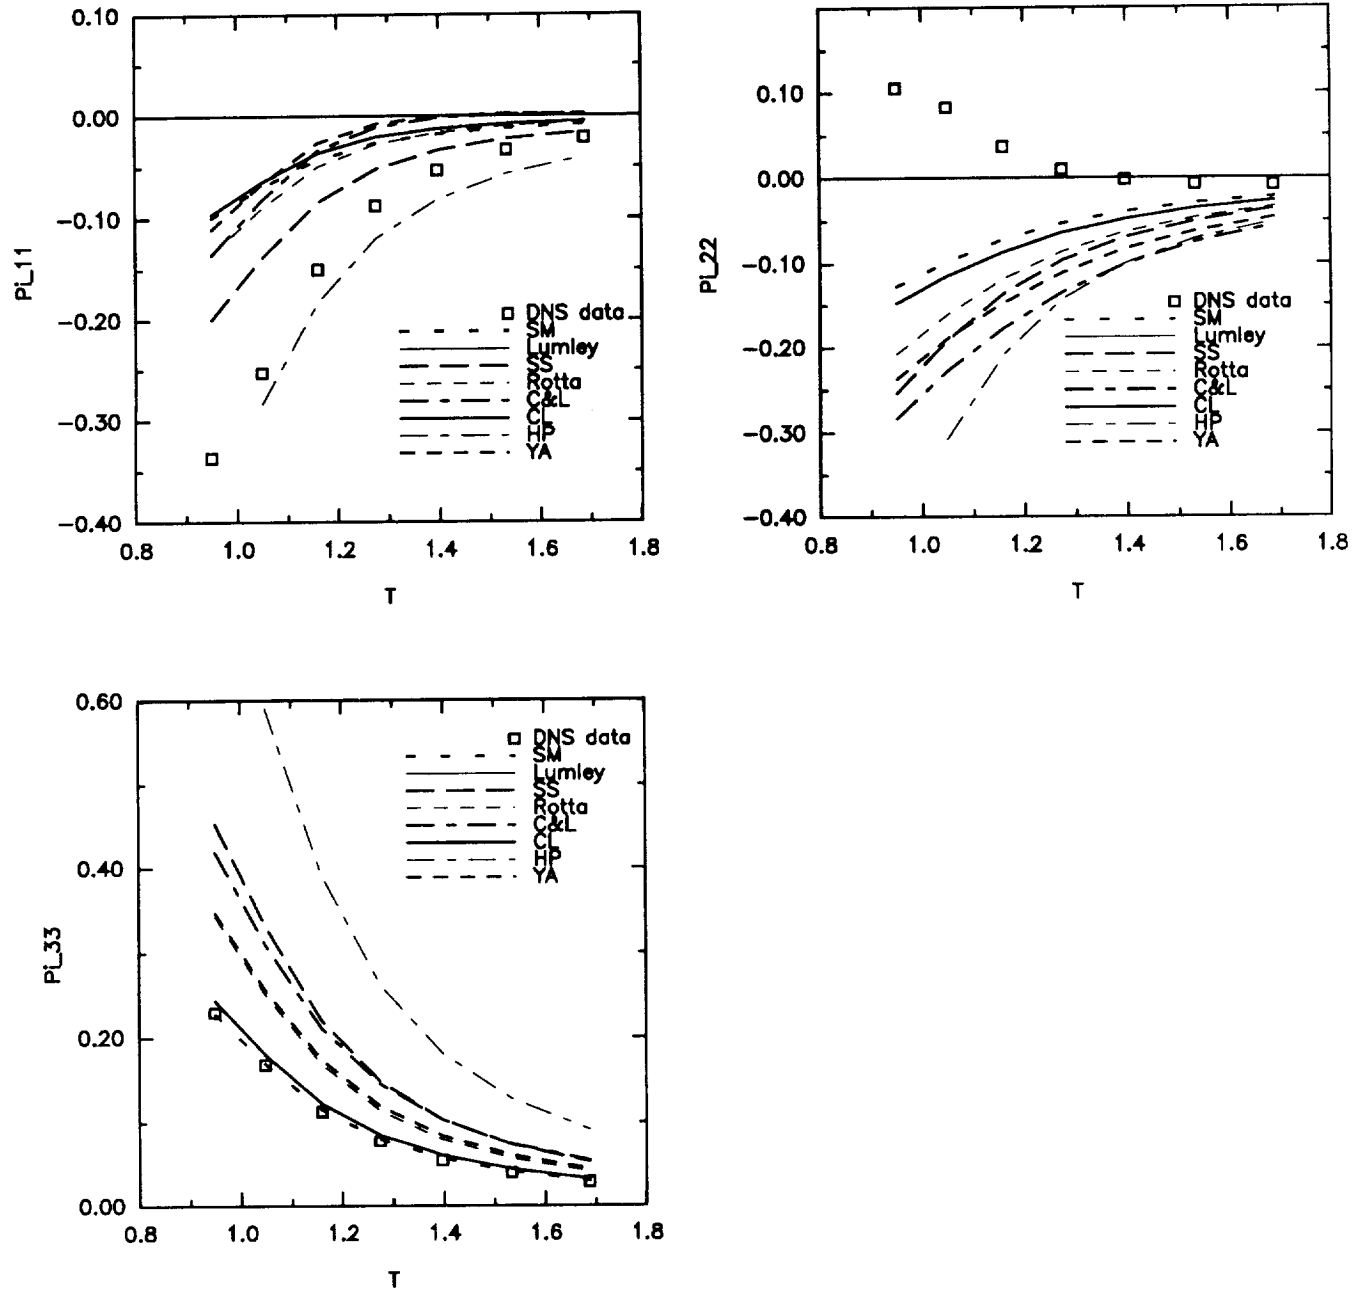 0.10
0.00
−0.10
−0.20
−0.30
−0.40
Pi_11
0.8
1.0
1.2
1.4
1.6
1.8
T
DNS data
SM
Lumley
SS
Rotta
C&L
CL
HP
YA
0.10
0.00
−0.10
−0.20
−0.30
−0.40
Pi_22
0.8
1.0
1.2
1.4
1.6
1.8
T
DNS data
SM
Lumley
SS
Rotta
C&L
CL
HP
YA
0.60
0.40
0.20
0.00
Pi_33
0.8
1.0
1.2
1.4
1.6
1.8
T
DNS data
SM
Lumley
SS
Rotta
C&L
CL
HP
YA